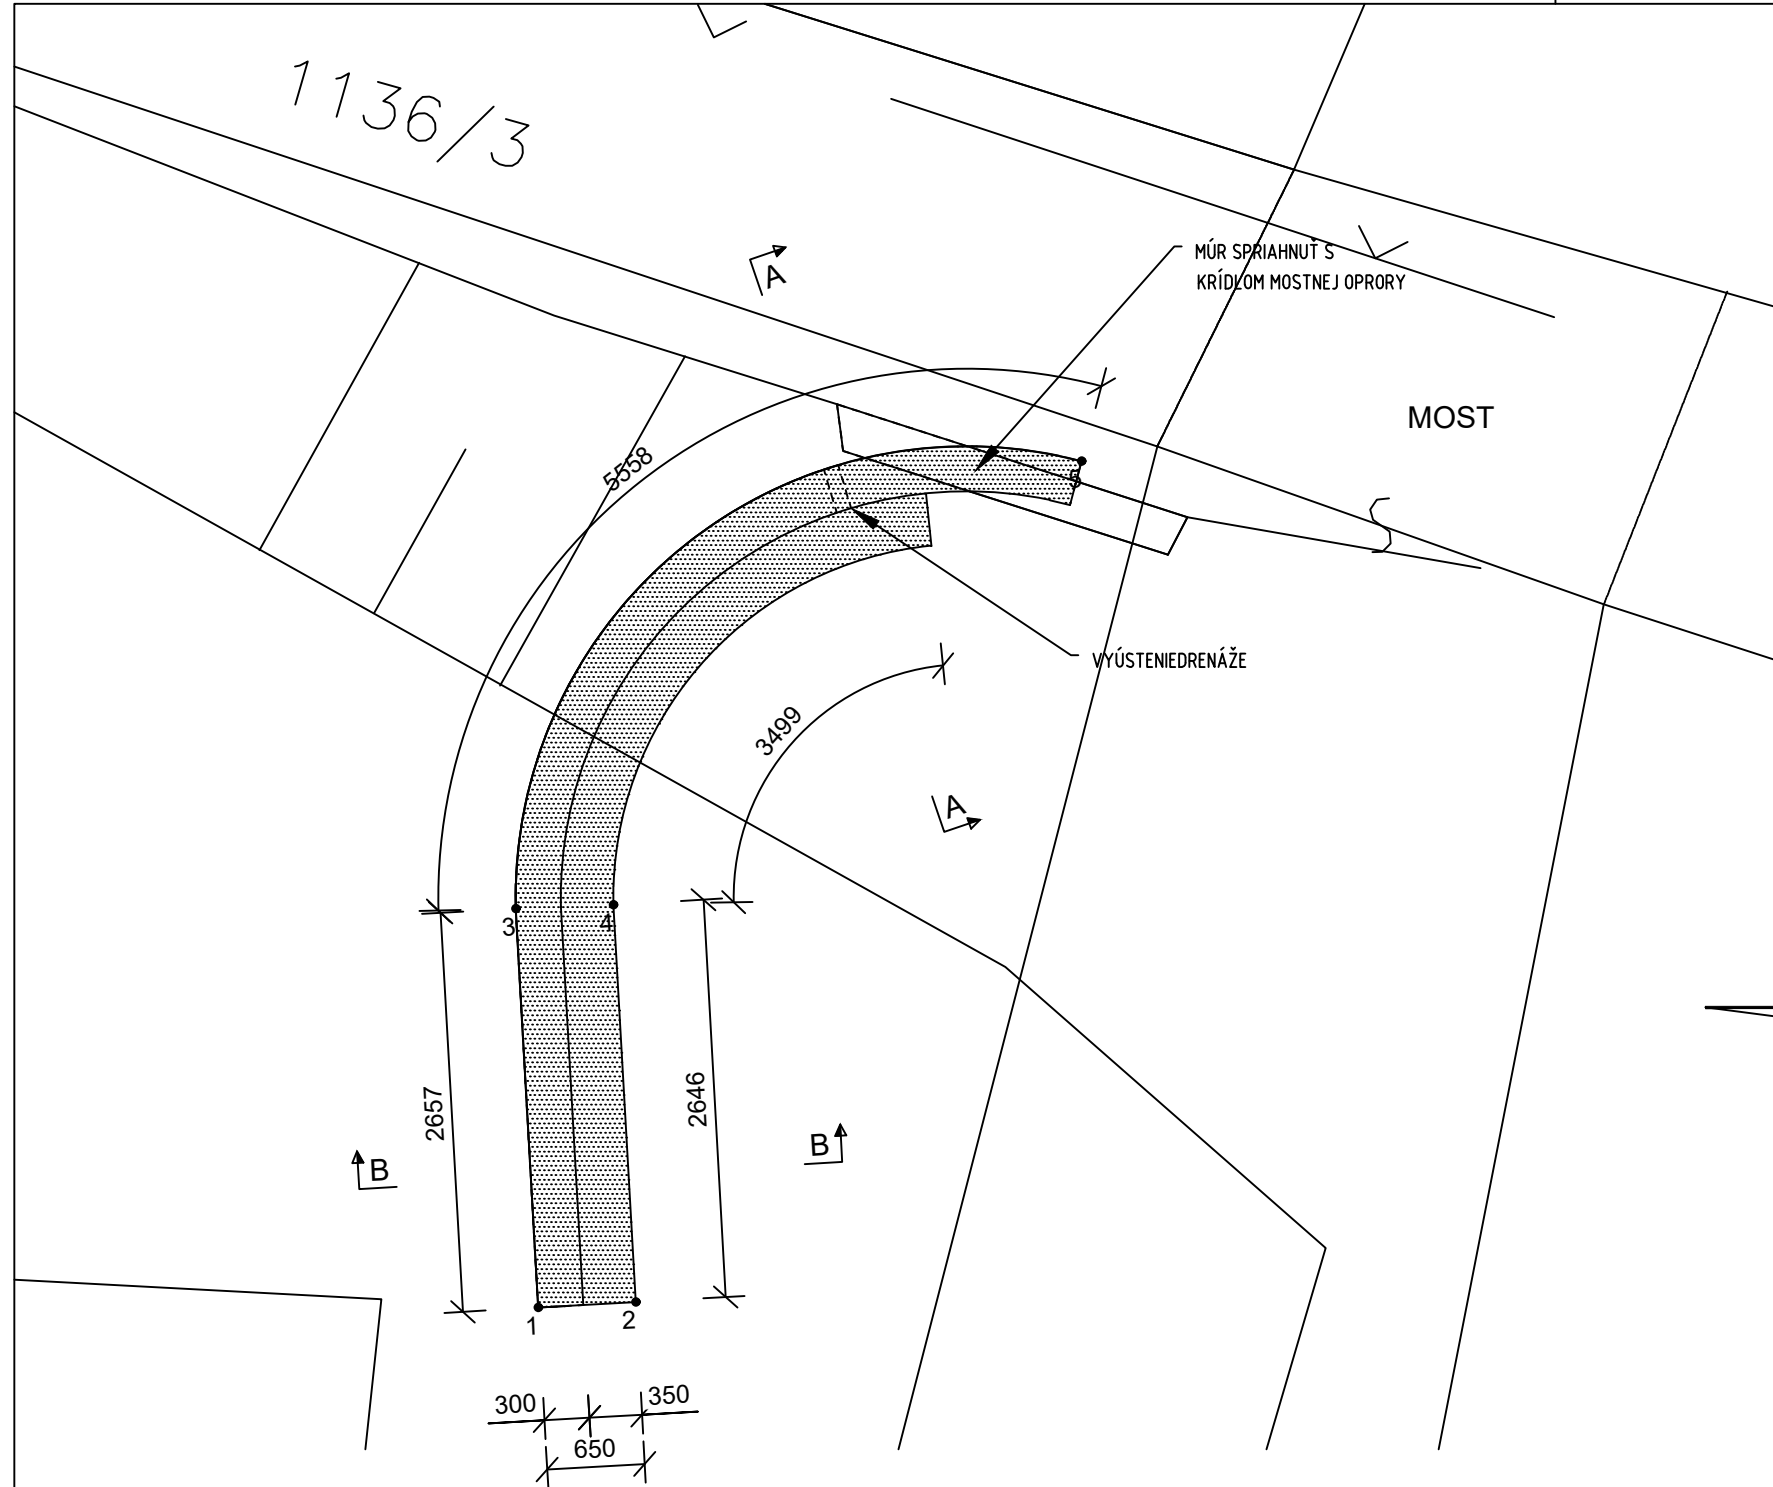 1136/3
A
MÚR SPRIAHNUŤ S
KRÍDLOM MOSTNEJ OPRORY
MOST
5558
5
VYÚSTENIEDRENÁŽE
3499
A
3
4
2657
2646
B
B
1
2
300
350
650